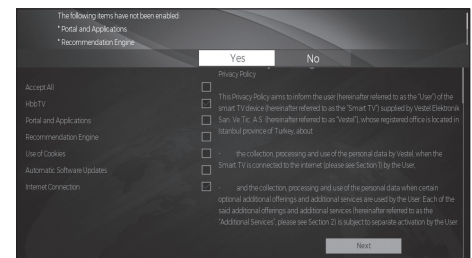 The following items have not been enabled
* Portal and Applications
* Recommendation Engine
Yes No
Privacy Policy
Accept All
HbbTV
Portal and Applications
Recommendation Engine
Use of Cookies
Automatic Software Updates
Internet Connection
This Privacy Policy aims to inform the user (hereinafter referred to as the "User") of the
smart TV device (hereinafter referred to as the "Smart TV") supplied by Vestel Elektronik
San. Ve Tic. A.S. (hereinafter referred to as "Vestel"), whose registered office is located in
Istanbul province of Turkey, about
- the collection, processing and use of the personal data by Vestel, when the
Smart TV is connected to the internet (please see Section 1) by the User,
- and the collection, processing and use of the personal data when certain
optional additional offerings and additional services are used by the User. Each of the
said additional offerings and additional services (hereinafter referred to as the
"Additional Services", please see Section 2) is subject to separate activation by the User.
Next